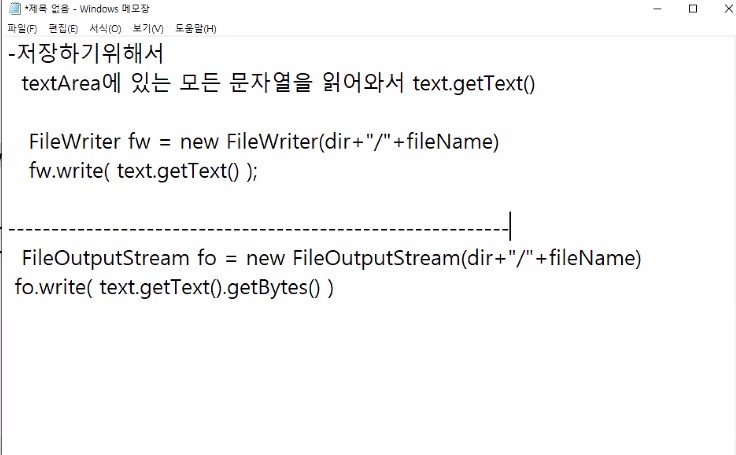 *제목 없음 - Windows 메모장
파일(F) 편집(E) 서식(O) 보기(V) 도움말(H)
-저장하기위해서
textArea에 있는 모든 문자열을 읽어와서 text.getText()
FileWriter fw = new FileWriter(dir+"/"+fileName)
fw.write( text.getText() );
-----------------------------------------------------------
FileOutputStream fo = new FileOutputStream(dir+"/"+fileName)
fo.write( text.getText().getBytes() )